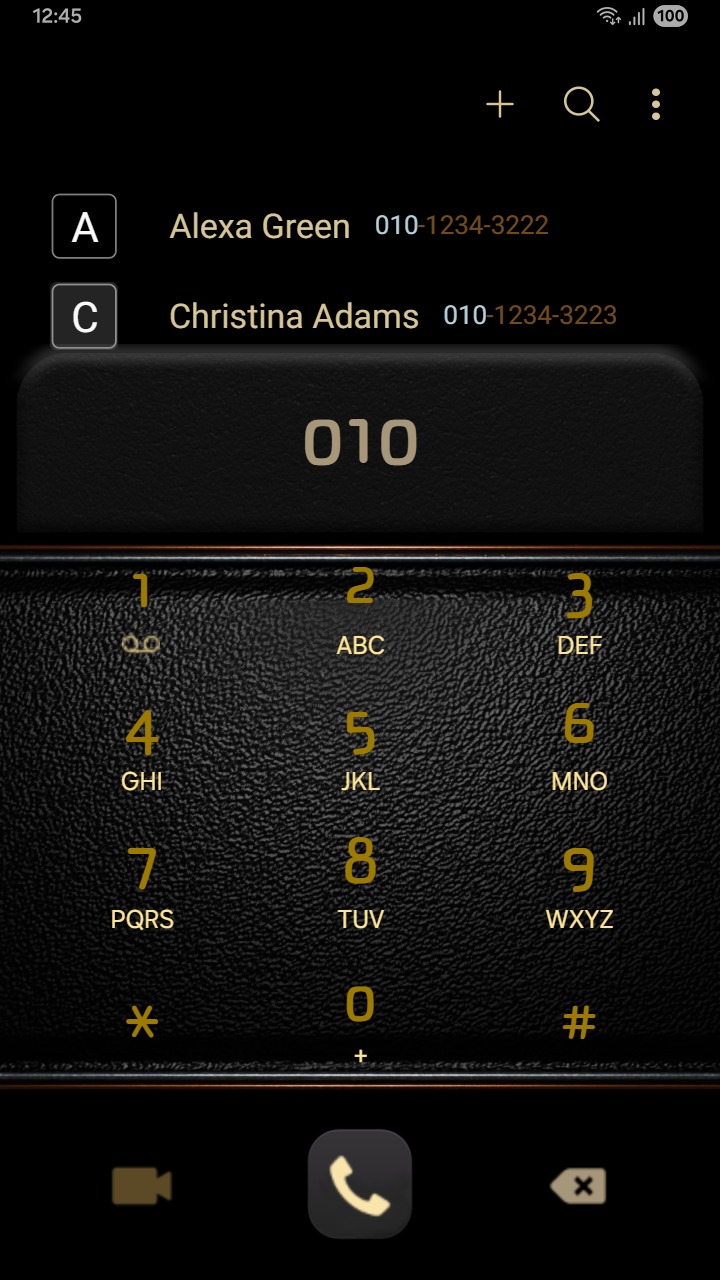 12:45 100
A Alexa Green 010-1234-3222
C Christina Adams 010-1234-3223
010
1 2 3
ABC DEF
4 5 6
GHI JKL MNO
7 8 9
PQRS TUV WXYZ
* 0 #
+